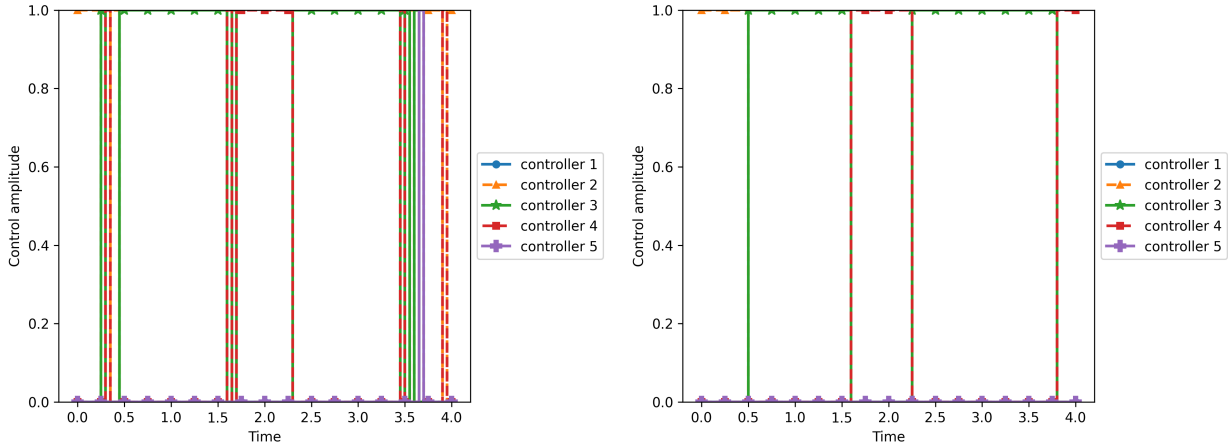 1.0
0.8
0.6
0.4
0.2
0.0
Control amplitude
0.0 0.5 1.0 1.5 2.0 2.5 3.0 3.5 4.0
Time
controller 1
controller 2
controller 3
controller 4
controller 5
1.0
0.8
0.6
0.4
0.2
0.0
Control amplitude
0.0 0.5 1.0 1.5 2.0 2.5 3.0 3.5 4.0
Time
controller 1
controller 2
controller 3
controller 4
controller 5